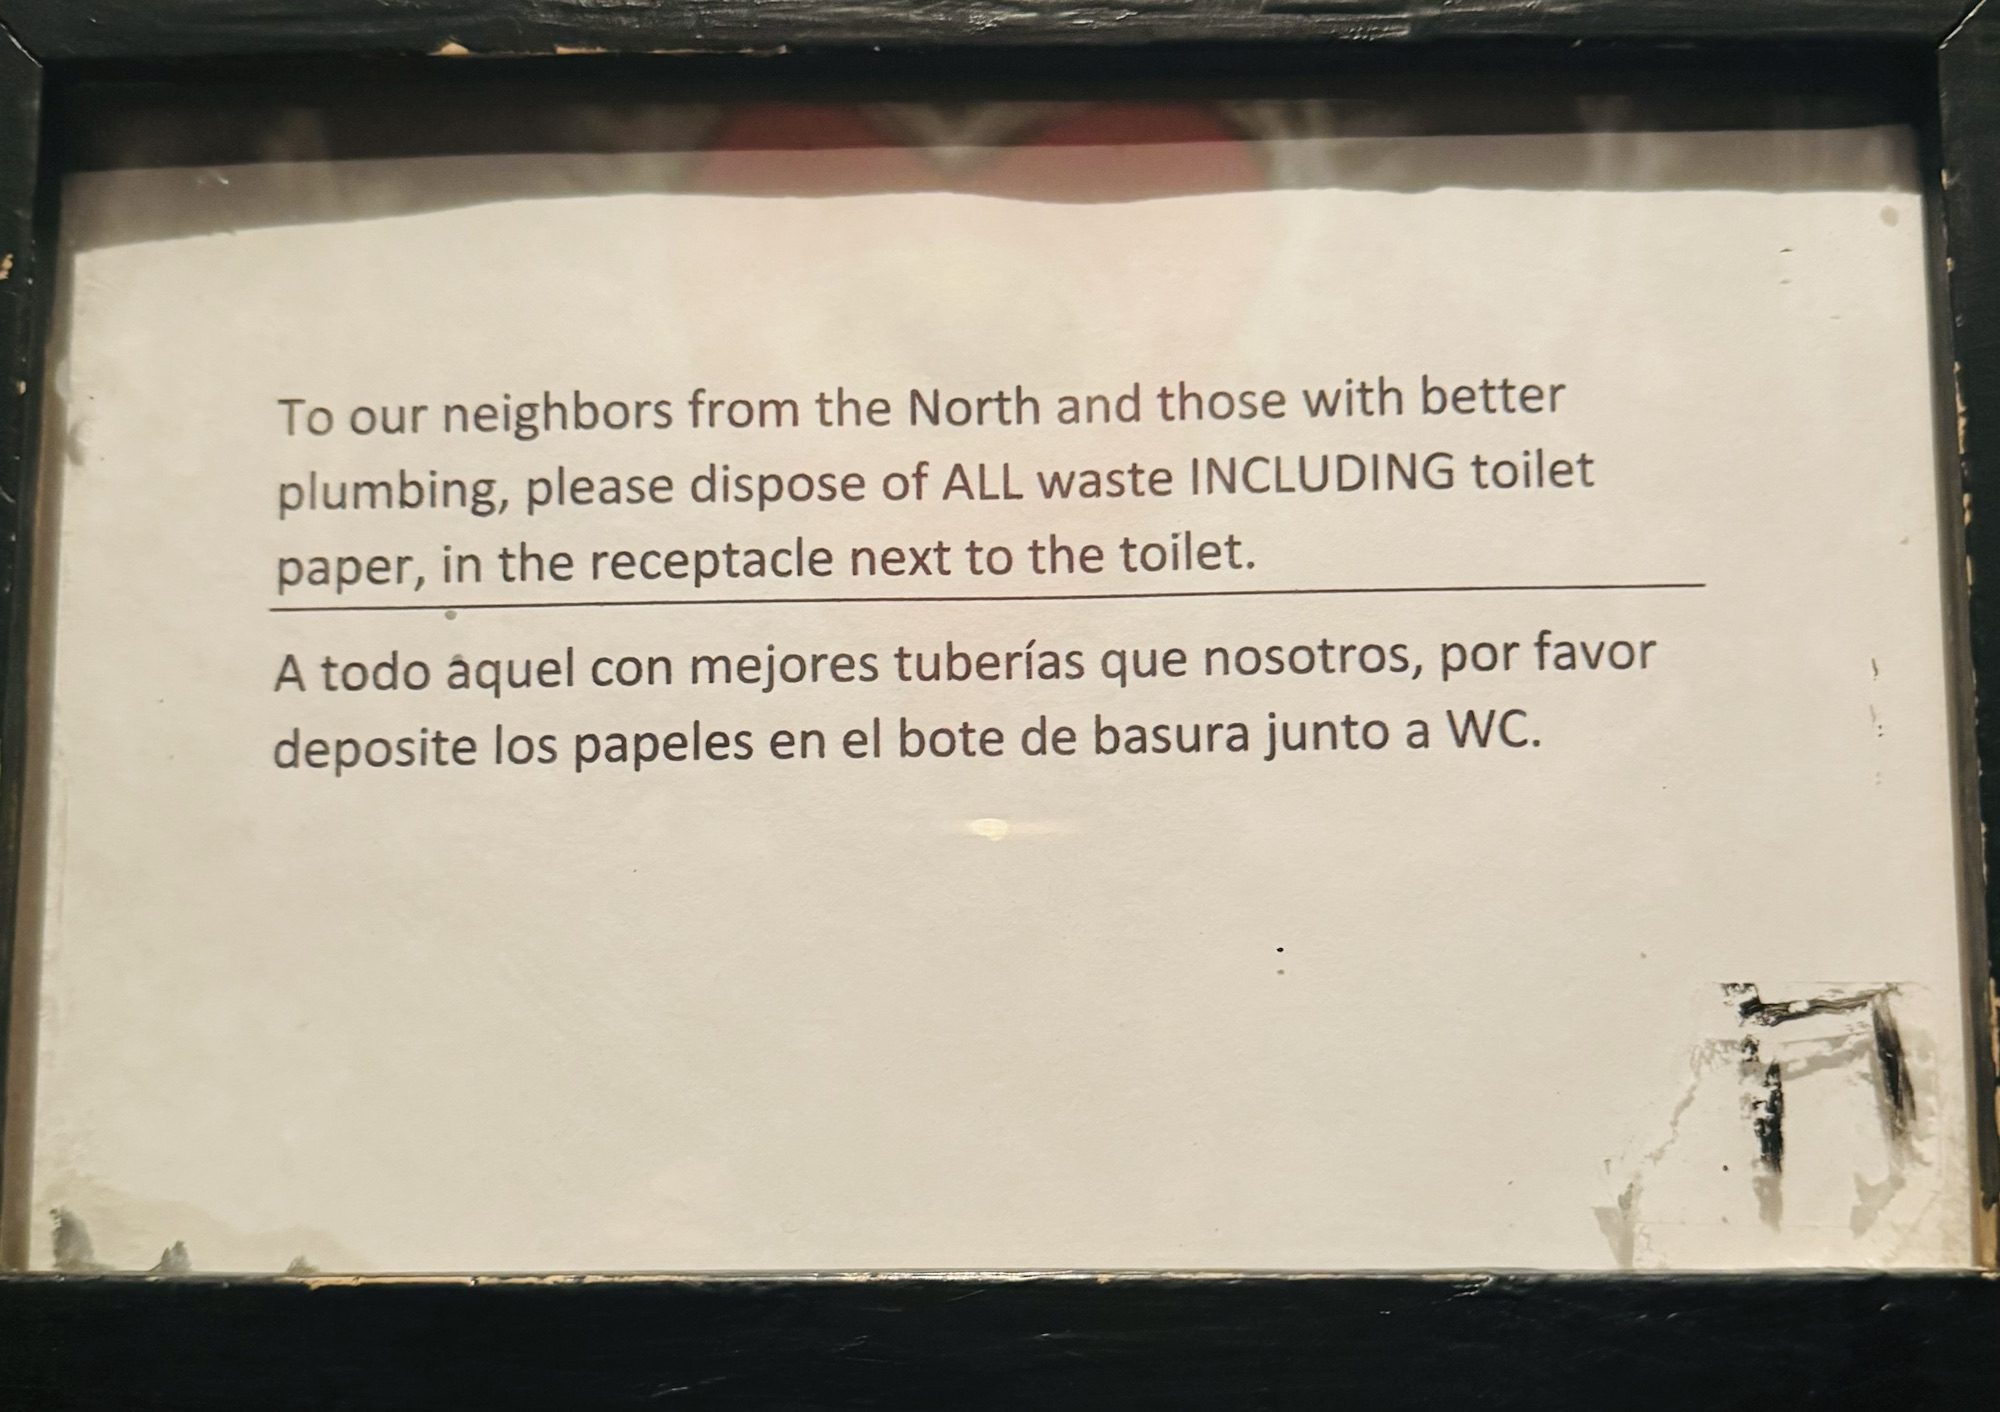 To our neighbors from the North and those with better
plumbing, please dispose of ALL waste INCLUDING toilet
paper, in the receptacle next to the toilet.
A todo aquel con mejores tuberías que nosotros, por favor
deposite los papeles en el bote de basura junto a WC.